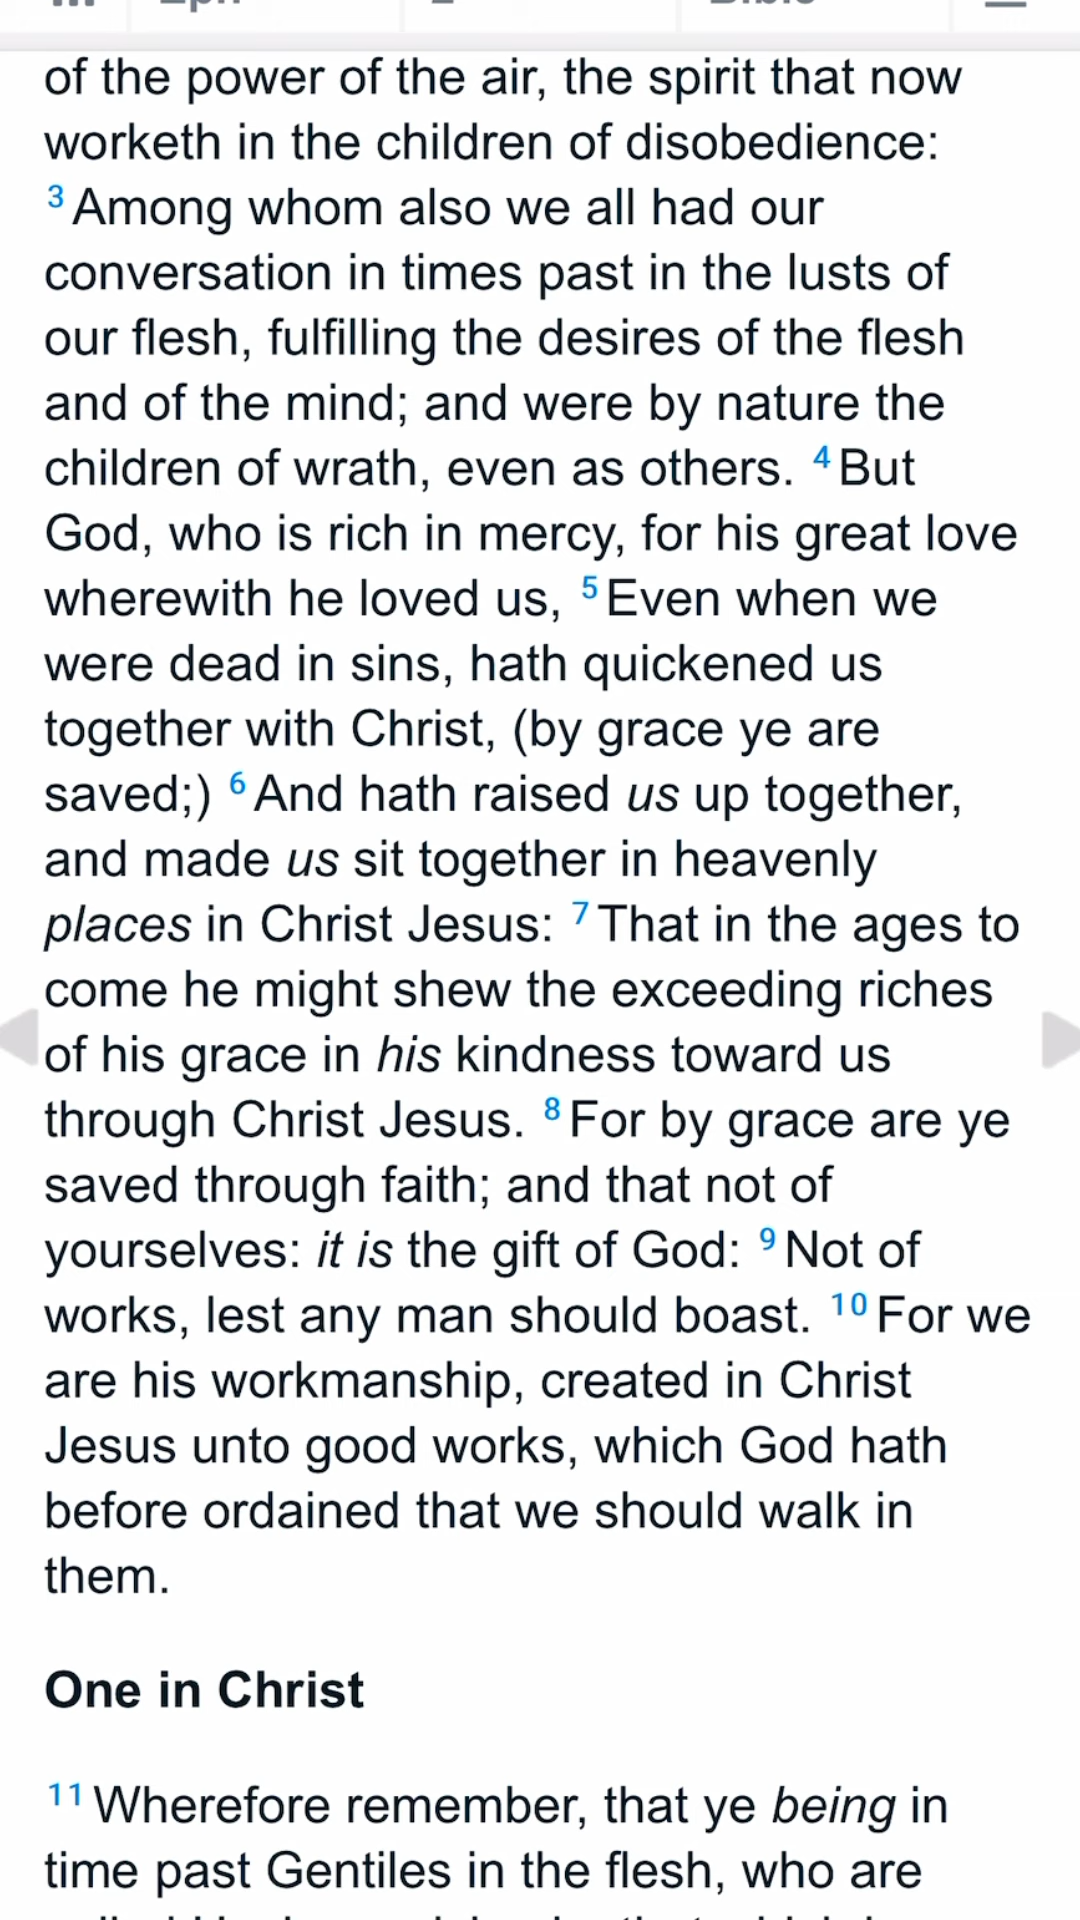 of the power of the air, the spirit that now
worketh in the children of disobedience:
3 Among whom also we all had our
conversation in times past in the lusts of
our flesh, fulfilling the desires of the flesh
and of the mind; and were by nature the
children of wrath, even as others. 4 But
God, who is rich in mercy, for his great love
wherewith he loved us, 5 Even when we
were dead in sins, hath quickened us
together with Christ, (by grace ye are
saved;) 6 And hath raised us up together,
and made us sit together in heavenly
places in Christ Jesus: 7 That in the ages to
come he might shew the exceeding riches
of his grace in his kindness toward us
through Christ Jesus. 8 For by grace are ye
saved through faith; and that not of
yourselves: it is the gift of God: 9 Not of
works, lest any man should boast. 10 For we
are his workmanship, created in Christ
Jesus unto good works, which God hath
before ordained that we should walk in
them.
One in Christ
11 Wherefore remember, that ye being in
time past Gentiles in the flesh, who are